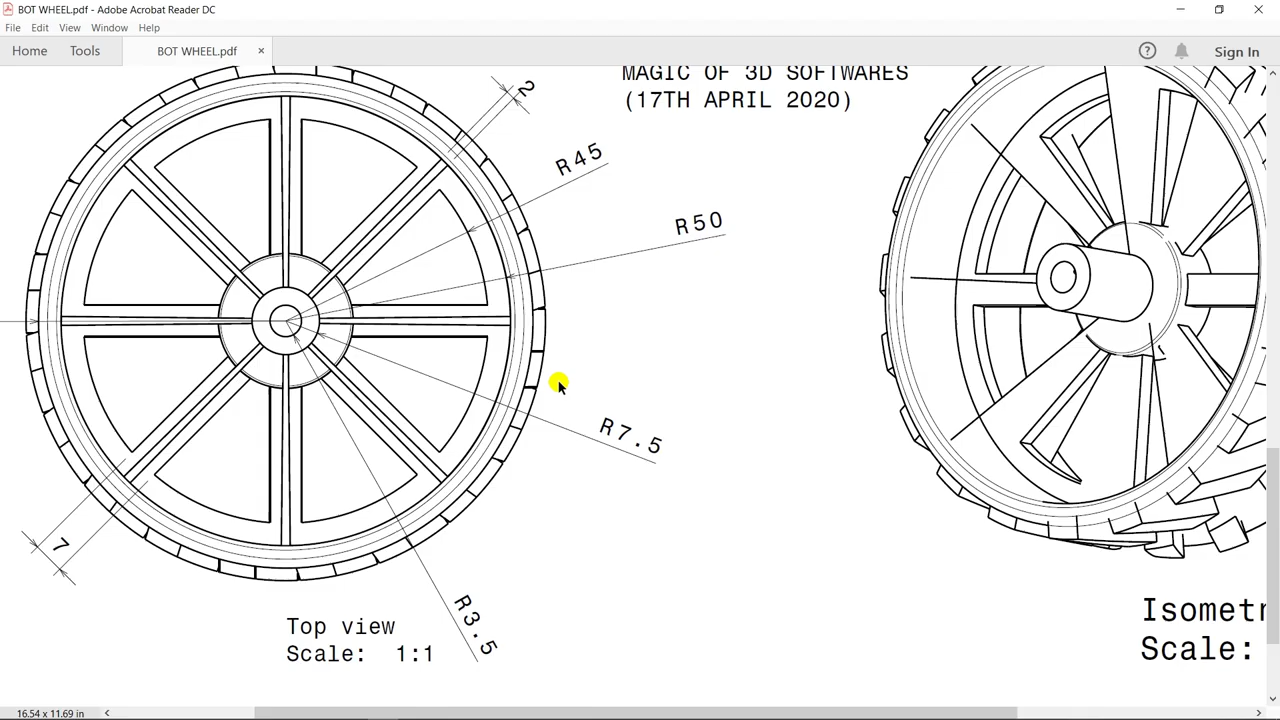 BOT WHEEL.pdf - Adobe Acrobat Reader DC
File Edit View Window Help
Home Tools BOT WHEEL.pdf × Sign In
MAGIC OF 3D SOFTWARES
(17TH APRIL 2020)
2
R45
R50
R7.5
7
R3.5
Top view
Scale: 1:1
Isomet
Scale:
16.54 x 11.69 in